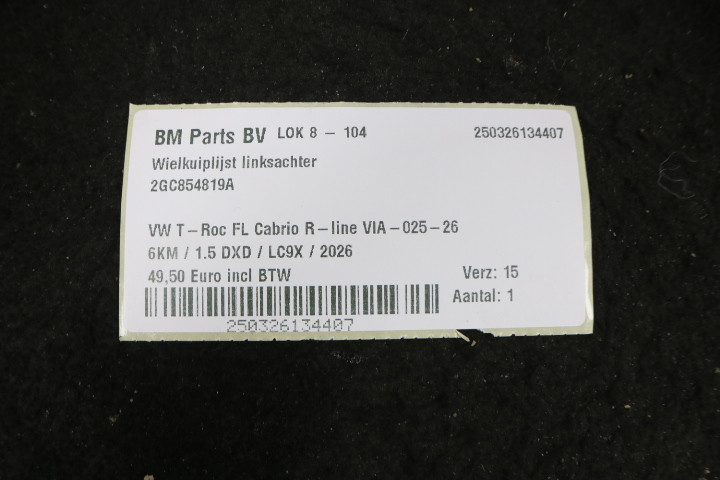 BM Parts BV LOK 8 - 104 250326134407
Wielkuiplijst linksachter
2GC854819A
VW T-Roc FL Cabrio R-line VIA-025-26
6KM / 1.5 DXD / LC9X / 2026
49,50 Euro incl BTW Verz: 15
Aantal: 1
250326134407